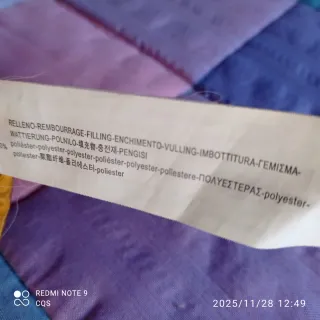 RELLENO-REMBOURRAGE-FILLING-ENCHIMENTO-VULLING-IMBOTTITURA-ΓΕΜΙΣΜΑ-
WATTIERUNG-POLNILO-填充物-충전재-PENGISI
poliéster-polyester-polyester-poliéster-polyester-poliestere-ΠΟΛΥΕΣΤΕΡΑΣ-polyester-
poliester-聚酯纤维-폴리에스터-poliester
REDMI NOTE 9
CQS
2025/11/28 12:49